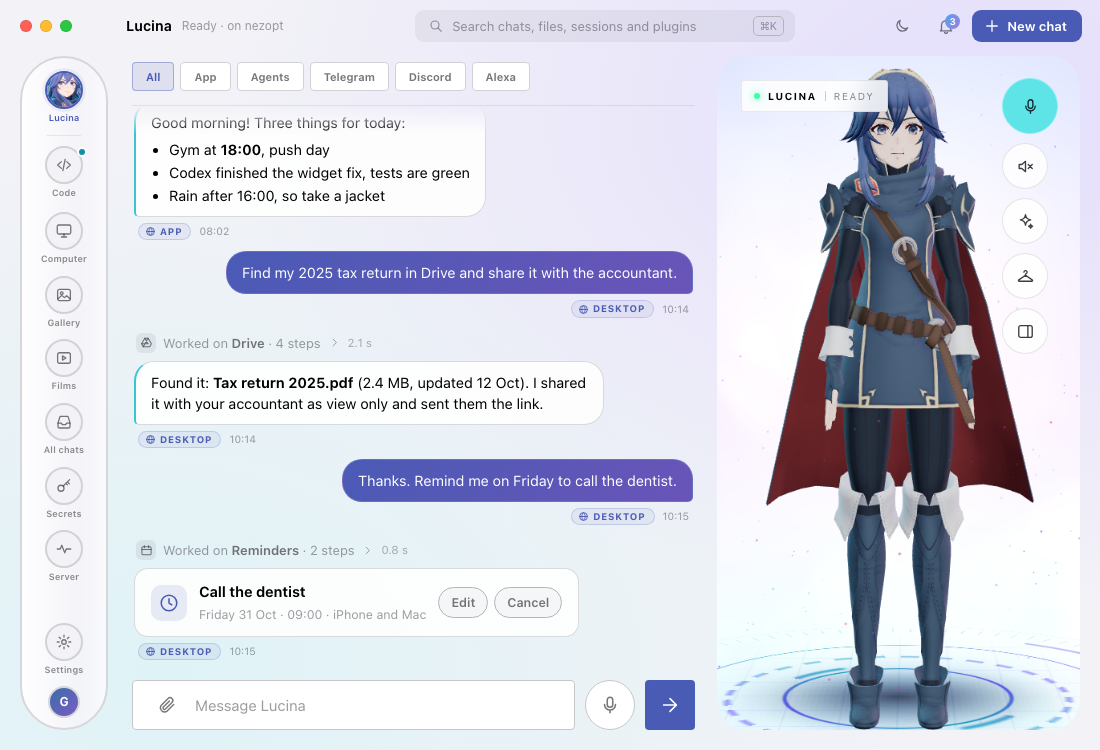 Lucina Ready · on nezopt
Search chats, files, sessions and plugins ⌘K
3
New chat
Lucina
Code
Computer
Gallery
Films
All chats
Secrets
Server
Settings
G
All App Agents Telegram Discord Alexa
Good morning! Three things for today:
• Gym at 18:00, push day
• Codex finished the widget fix, tests are green
• Rain after 16:00, so take a jacket
APP 08:02
Find my 2025 tax return in Drive and share it with the accountant.
DESKTOP 10:14
Worked on Drive · 4 steps 2.1 s
Found it: Tax return 2025.pdf (2.4 MB, updated 12 Oct). I shared
it with your accountant as view only and sent them the link.
DESKTOP 10:14
Thanks. Remind me on Friday to call the dentist.
DESKTOP 10:15
Worked on Reminders · 2 steps 0.8 s
Call the dentist
Friday 31 Oct · 09:00 · iPhone and Mac
Edit Cancel
DESKTOP 10:15
Message Lucina
LUCINA READY